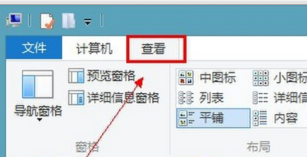 文件 计算机 查看
预览窗格 中图标 小图标
详细信息窗格 列表 详细信
导航窗格 平铺 内容
窗格 布局